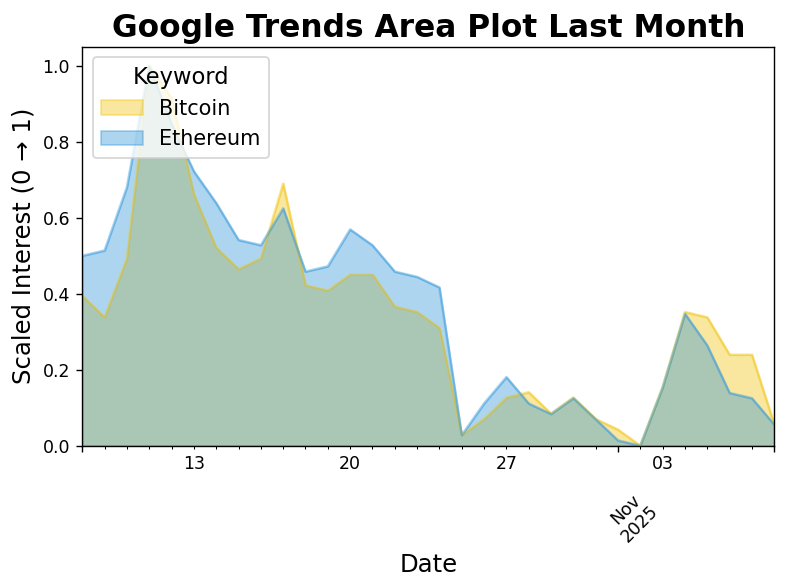 Google Trends Area Plot Last Month
Scaled Interest (0 → 1)
1.0
0.8
0.6
0.4
0.2
0.0
Keyword
Bitcoin
Ethereum
13
20
27
03
Nov
2025
Date